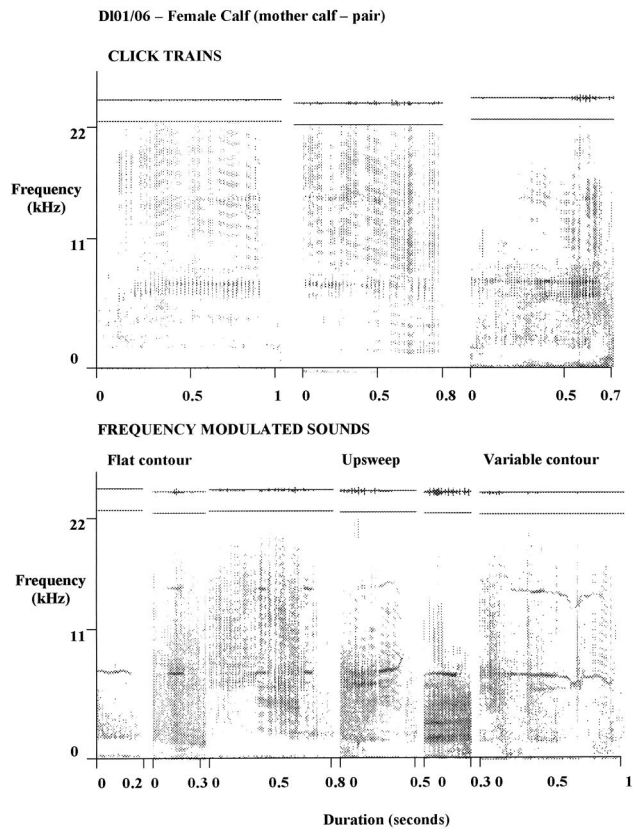 Dl01/06 – Female Calf (mother calf – pair)
CLICK TRAINS
22
Frequency
(kHz)
11
0
0 0.5 1 0 0.5 0.8 0 0.5 0.7
FREQUENCY MODULATED SOUNDS
Flat contour Upsweep Variable contour
22
Frequency
(kHz)
11
0
0 0.2 0 0.3 0 0.5 0.8 0 0.5 0 0.3 0 0.5 1
Duration (seconds)